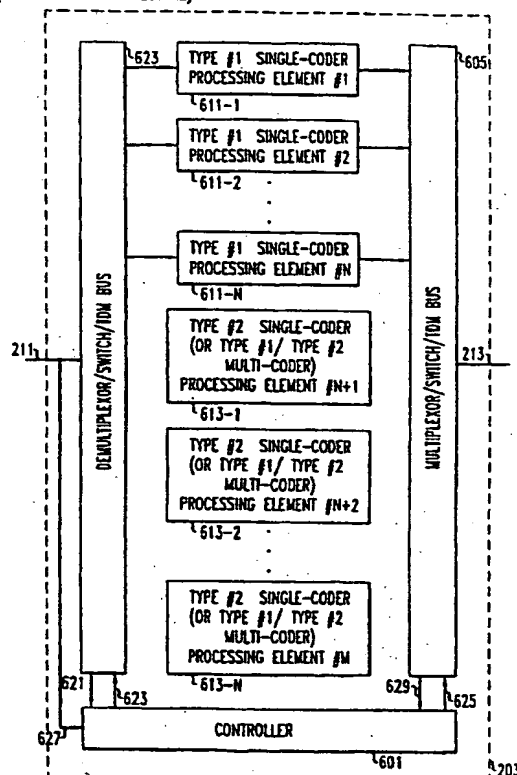 623
605
TYPE #1 SINGLE-CODER
PROCESSING ELEMENT #1
611-1
TYPE #1 SINGLE-CODER
PROCESSING ELEMENT #2
611-2
TYPE #1 SINGLE-CODER
PROCESSING ELEMENT #N
611-N
DEMULTIPLEXOR/SWITCH/TDM BUS
MULTIPLEXOR/SWITCH/TDM BUS
211
213
TYPE #2 SINGLE-CODER
(OR TYPE #1/ TYPE #2
MULTI-CODER)
PROCESSING ELEMENT #N+1
613-1
TYPE #2 SINGLE-CODER
(OR TYPE #1/ TYPE #2
MULTI-CODER)
PROCESSING ELEMENT #N+2
613-2
TYPE #2 SINGLE-CODER
(OR TYPE #1/ TYPE #2
MULTI-CODER)
PROCESSING ELEMENT #M
613-N
621
623
629
625
627
CONTROLLER
601
203